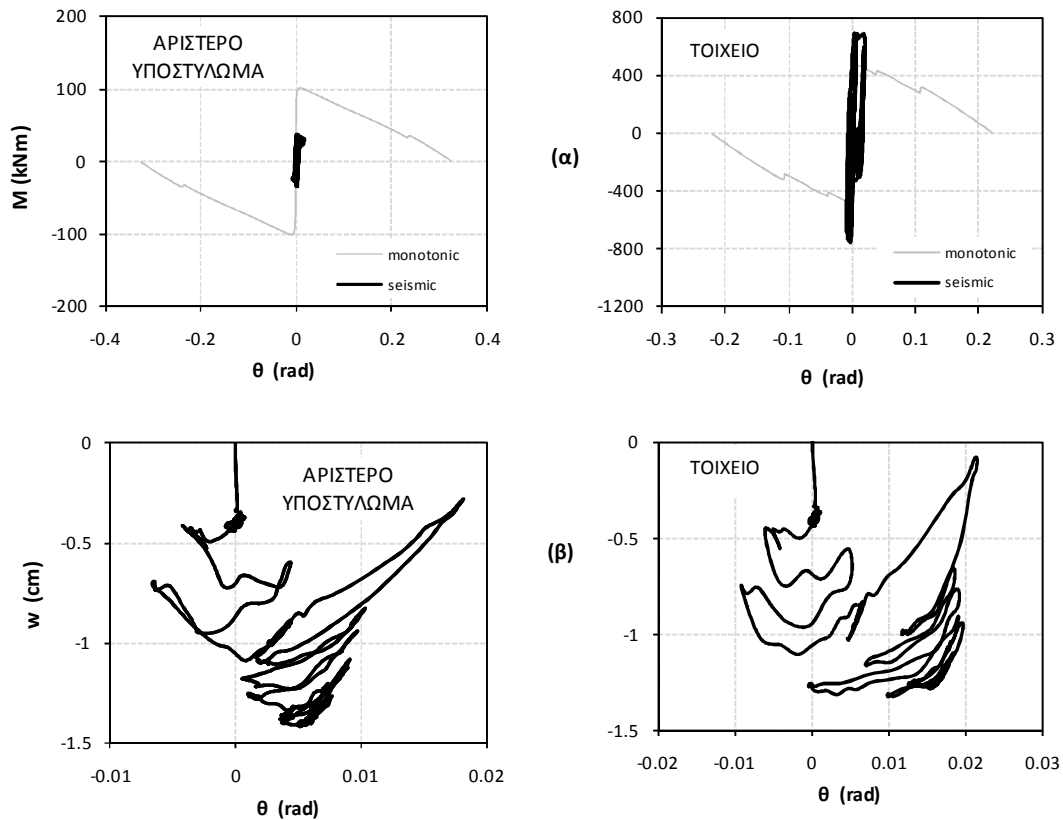 200
100
0
-100
-200
M (kNm)
ΑΡΙΣΤΕΡΟ
ΥΠΟΣΤΥΛΩΜΑ
monotonic
seismic
-0.4 -0.2 0 0.2 0.4
θ (rad)
(α)
800
400
0
-400
-800
-1200
ΤΟΙΧΕΙΟ
monotonic
seismic
-0.3 -0.2 -0.1 0 0.1 0.2 0.3
θ (rad)
0
-0.5
-1
-1.5
w (cm)
ΑΡΙΣΤΕΡΟ
ΥΠΟΣΤΥΛΩΜΑ
-0.01 0 0.01 0.02
θ (rad)
(β)
0
-0.5
-1
-1.5
ΤΟΙΧΕΙΟ
-0.02 -0.01 0 0.01 0.02 0.03
θ (rad)